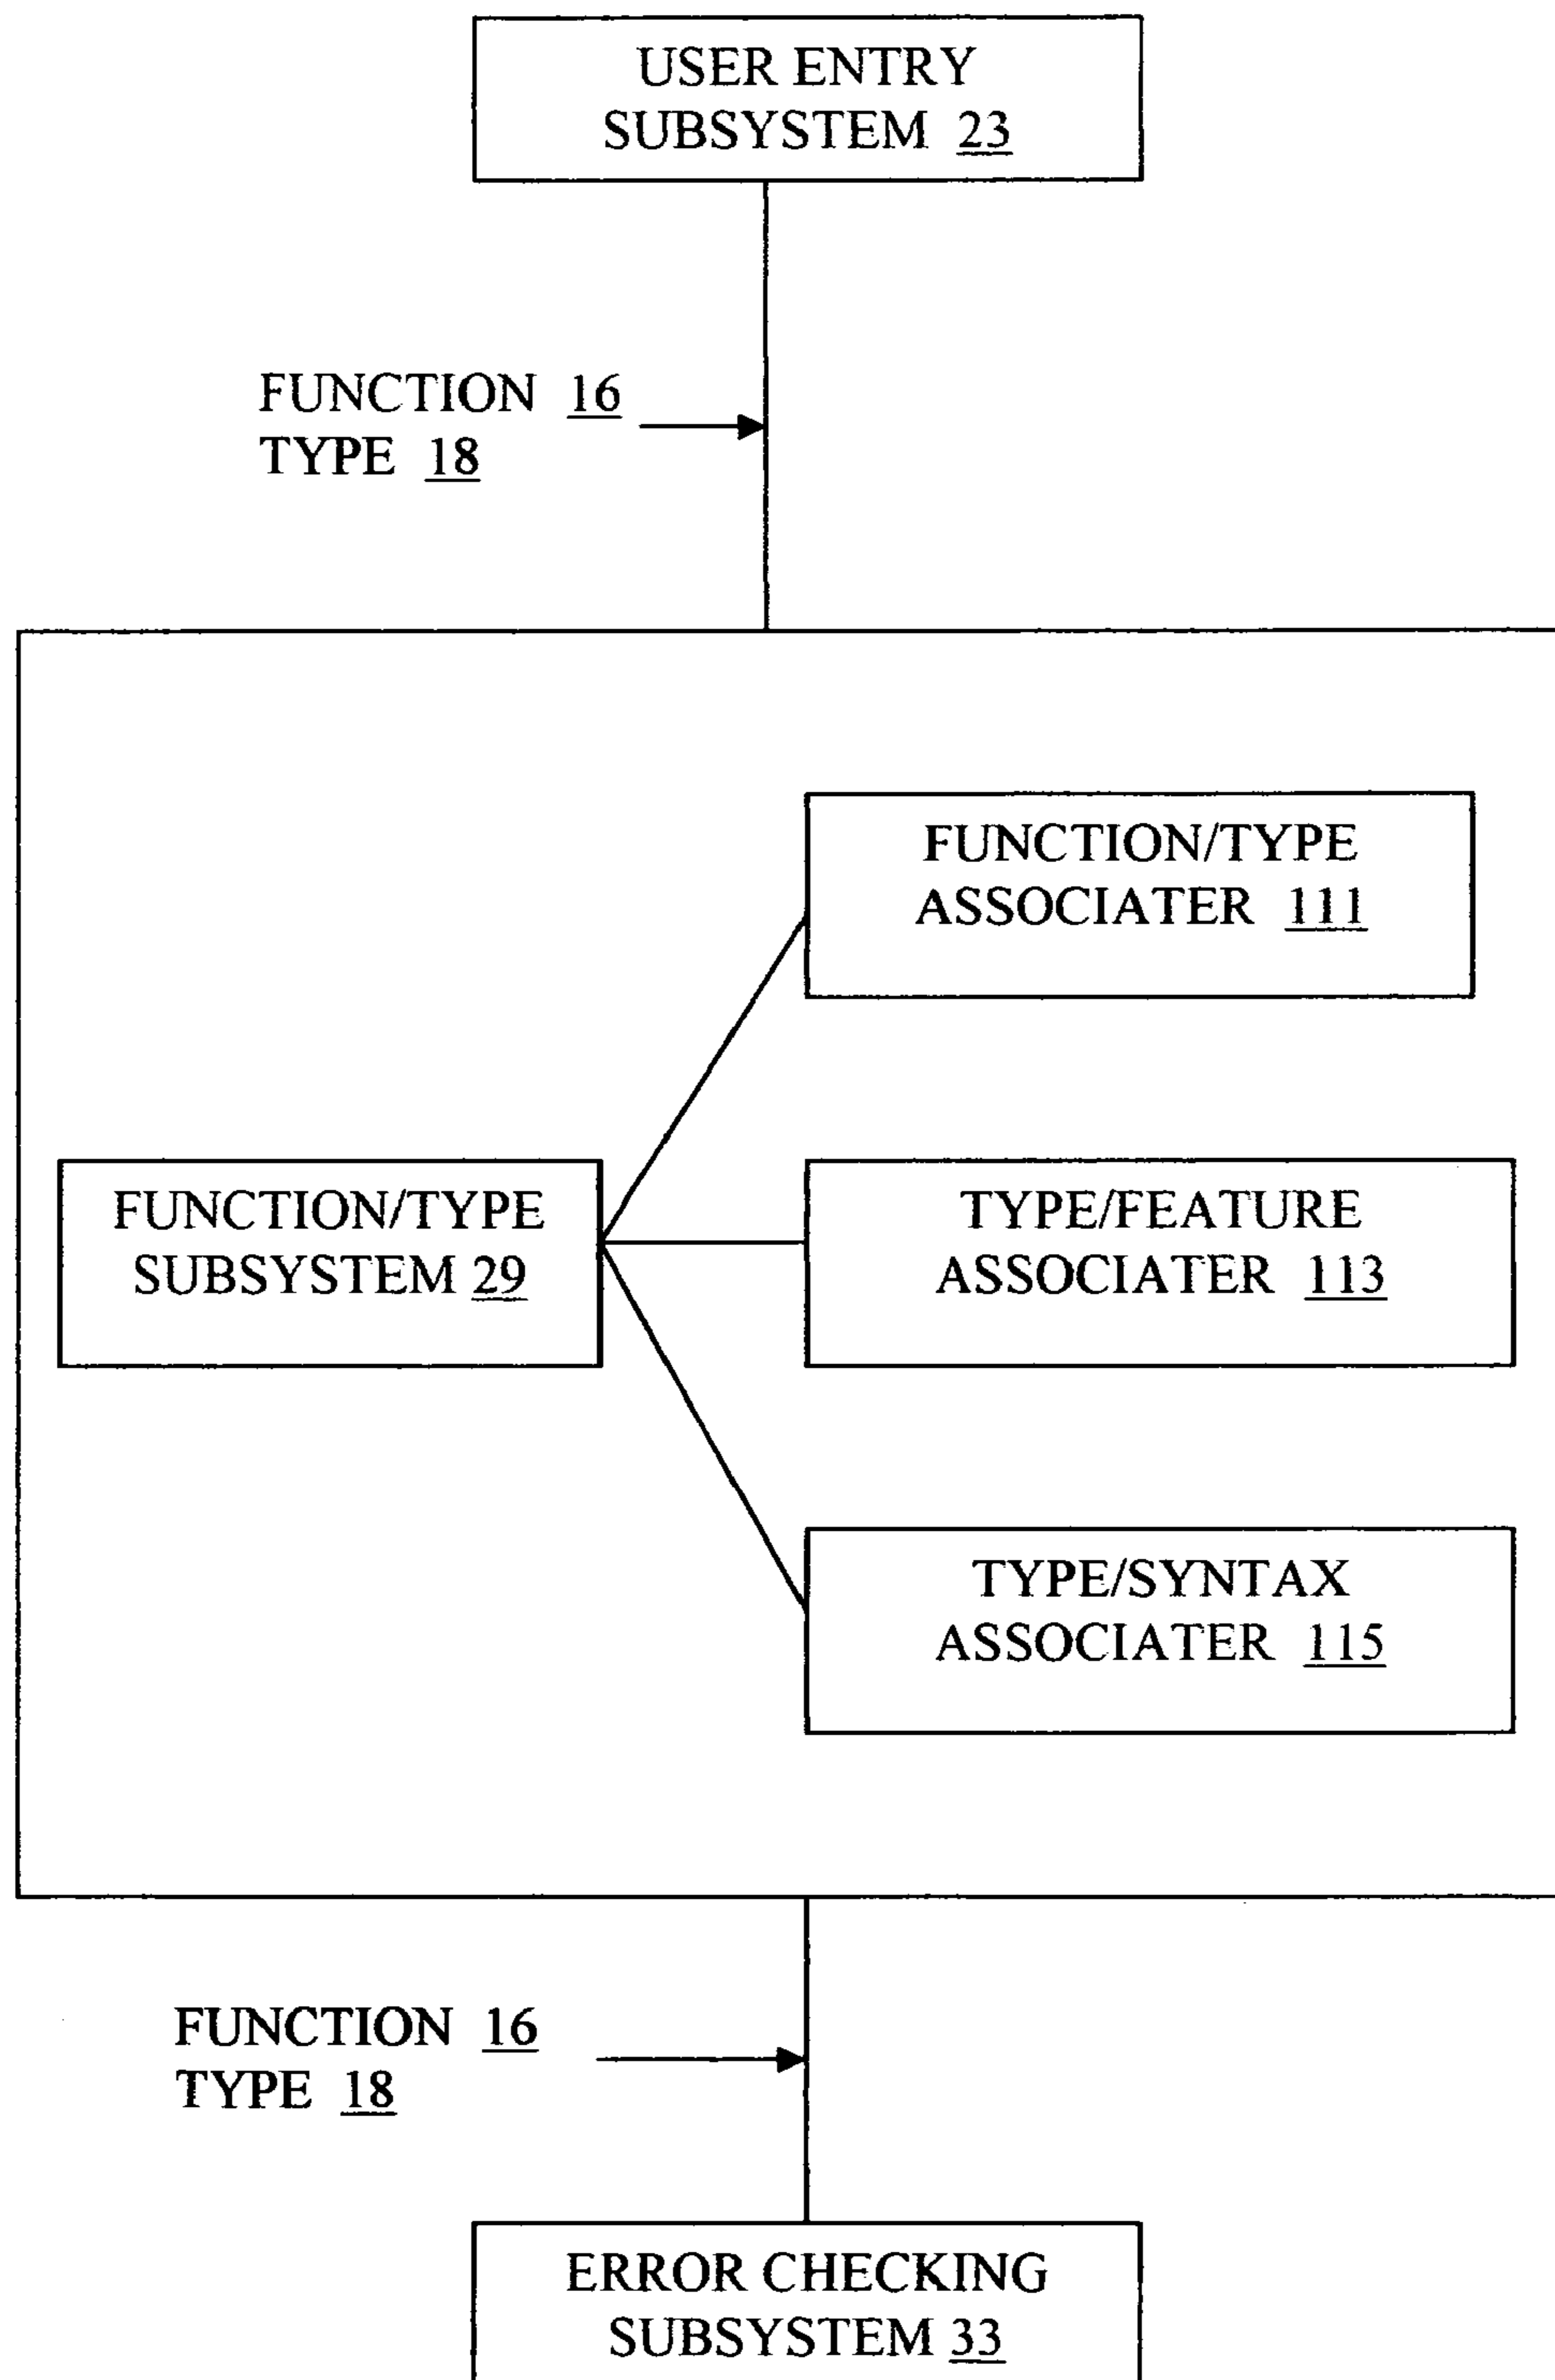 USER ENTRY
SUBSYSTEM 23
FUNCTION 16
TYPE 18
FUNCTION/TYPE
ASSOCIATER 111
FUNCTION/TYPE
SUBSYSTEM 29
TYPE/FEATURE
ASSOCIATER 113
TYPE/SYNTAX
ASSOCIATER 115
FUNCTION 16
TYPE 18
ERROR CHECKING
SUBSYSTEM 33